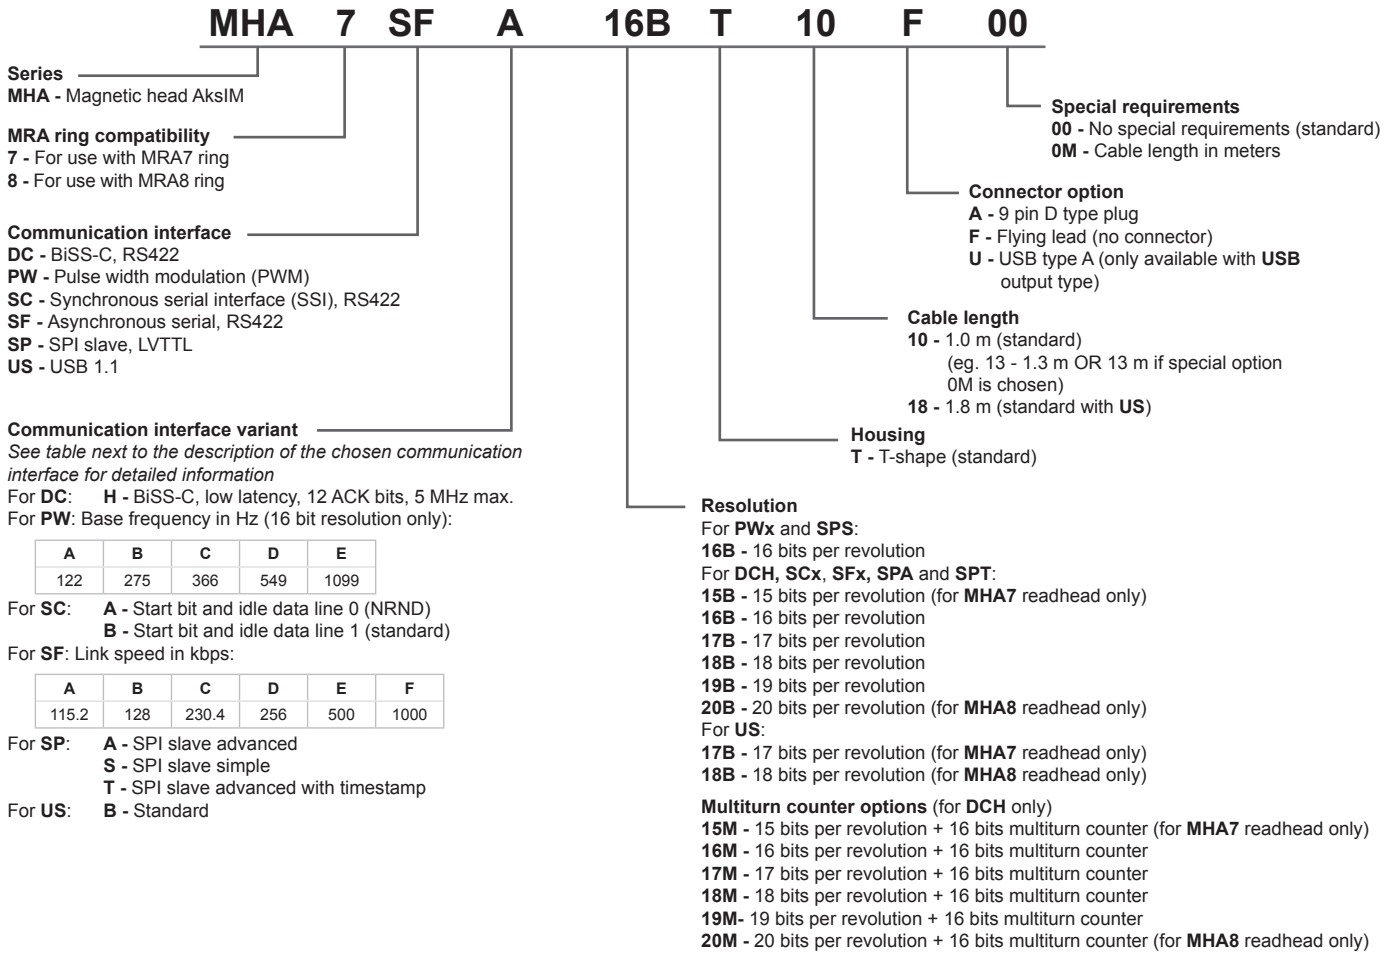 MHA 7 SF A 16B T 10 F 00
Series
MHA - Magnetic head AksIM
MRA ring compatibility
7 - For use with MRA7 ring
8 - For use with MRA8 ring
Communication interface
DC - BiSS-C, RS422
PW - Pulse width modulation (PWM)
SC - Synchronous serial interface (SSI), RS422
SF - Asynchronous serial, RS422
SP - SPI slave, LVTTL
US - USB 1.1
Communication interface variant
See table next to the description of the chosen communication
interface for detailed information
For DC: H - BiSS-C, low latency, 12 ACK bits, 5 MHz max.
For PW: Base frequency in Hz (16 bit resolution only):
A B C D E
122 275 366 549 1099
For SC: A - Start bit and idle data line 0 (NRND)
B - Start bit and idle data line 1 (standard)
For SF: Link speed in kbps:
A B C D E F
115.2 128 230.4 256 500 1000
For SP: A - SPI slave advanced
S - SPI slave simple
T - SPI slave advanced with timestamp
For US: B - Standard
Special requirements
00 - No special requirements (standard)
0M - Cable length in meters
Connector option
A - 9 pin D type plug
F - Flying lead (no connector)
U - USB type A (only available with USB
output type)
Cable length
10 - 1.0 m (standard)
(eg. 13 - 1.3 m OR 13 m if special option
0M is chosen)
18 - 1.8 m (standard with US)
Housing
T - T-shape (standard)
Resolution
For PWx and SPS:
16B - 16 bits per revolution
For DCH, SCx, SFx, SPA and SPT:
15B - 15 bits per revolution (for MHA7 readhead only)
16B - 16 bits per revolution
17B - 17 bits per revolution
18B - 18 bits per revolution
19B - 19 bits per revolution
20B - 20 bits per revolution (for MHA8 readhead only)
For US:
17B - 17 bits per revolution (for MHA7 readhead only)
18B - 18 bits per revolution (for MHA8 readhead only)
Multiturn counter options (for DCH only)
15M - 15 bits per revolution + 16 bits multiturn counter (for MHA7 readhead only)
16M - 16 bits per revolution + 16 bits multiturn counter
17M - 17 bits per revolution + 16 bits multiturn counter
18M - 18 bits per revolution + 16 bits multiturn counter
19M- 19 bits per revolution + 16 bits multiturn counter
20M - 20 bits per revolution + 16 bits multiturn counter (for MHA8 readhead only)